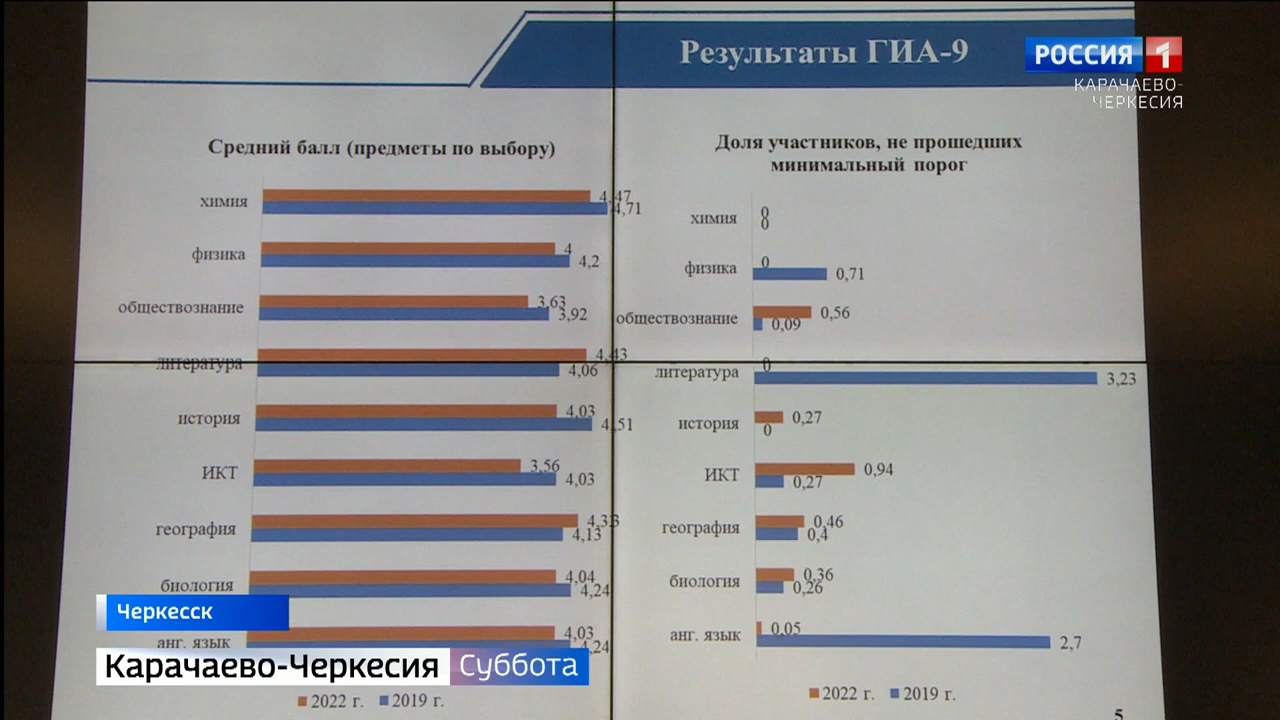 Результаты ГИА-9
РОССИЯ 1
КАРАЧАЕВО-
ЧЕРКЕСИЯ
Средний балл (предметы по выбору)
химия
4,47
4,71
физика
4
4,2
обществознание
3,63
3,92
литература
4,43
4,06
история
4,03
4,51
ИКТ
3,56
4,03
география
4,33
4,13
биология
4,04
4,24
анг. язык
4,03
4,24
2022 г. 2019 г.
Доля участников, не прошедших
минимальный порог
химия
0
0
физика
0
0,71
обществознание
0,56
0,09
литература
0
3,23
история
0,27
0
ИКТ
0,94
0,27
география
0,46
0,4
биология
0,36
0,26
анг. язык
0,05
2,7
2022 г. 2019 г.
5
Черкесск
Карачаево-Черкесия Суббота